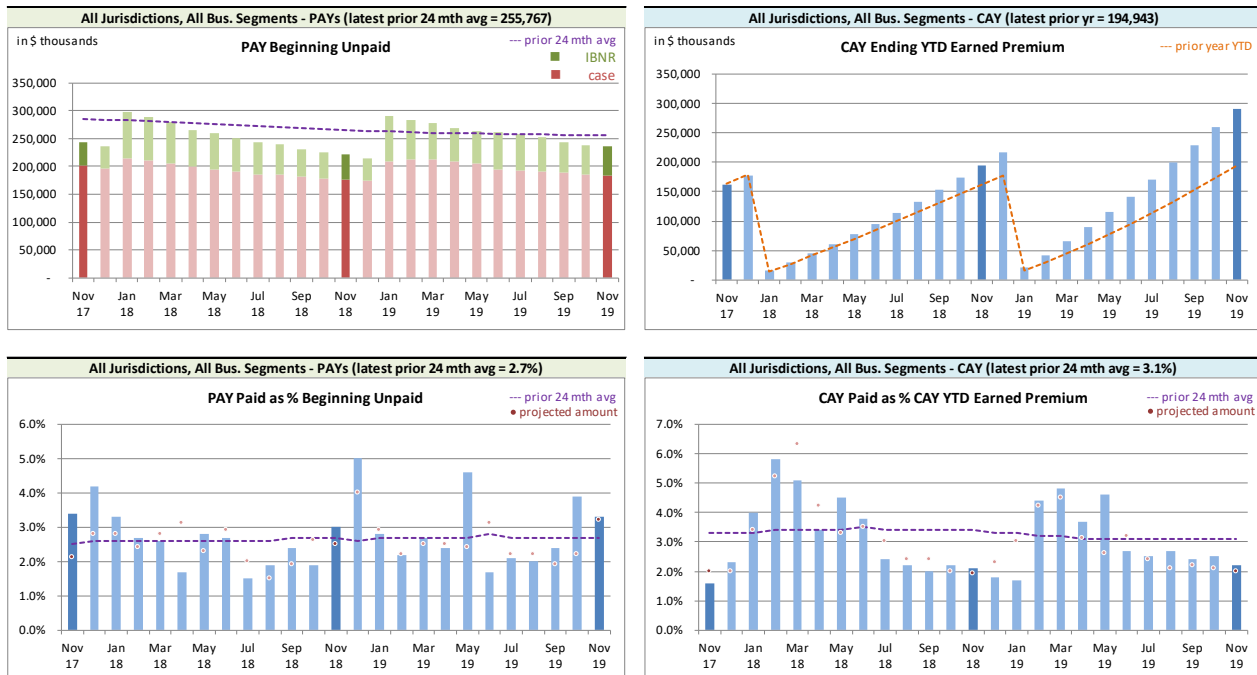 All Jurisdictions, All Bus. Segments - PAYs (latest prior 24 mth avg = 255,767)
in $ thousands
PAY Beginning Unpaid
--- prior 24 mth avg
IBNR
case
350,000
300,000
250,000
200,000
150,000
100,000
50,000
-
Nov Jan Mar May Jul Sep Nov Jan Mar May Jul Sep Nov
17 18 18 18 18 18 18 19 19 19 19 19 19
All Jurisdictions, All Bus. Segments - CAY (latest prior yr = 194,943)
in $ thousands
CAY Ending YTD Earned Premium
--- prior year YTD
350,000
300,000
250,000
200,000
150,000
100,000
50,000
-
Nov Jan Mar May Jul Sep Nov Jan Mar May Jul Sep Nov
17 18 18 18 18 18 18 19 19 19 19 19 19
All Jurisdictions, All Bus. Segments - PAYs (latest prior 24 mth avg = 2.7%)
PAY Paid as % Beginning Unpaid
--- prior 24 mth avg
projected amount
6.0%
5.0%
4.0%
3.0%
2.0%
1.0%
0.0%
Nov Jan Mar May Jul Sep Nov Jan Mar May Jul Sep Nov
17 18 18 18 18 18 18 19 19 19 19 19 19
All Jurisdictions, All Bus. Segments - CAY (latest prior 24 mth avg = 3.1%)
CAY Paid as % CAY YTD Earned Premium
--- prior 24 mth avg
projected amount
7.0%
6.0%
5.0%
4.0%
3.0%
2.0%
1.0%
0.0%
Nov Jan Mar May Jul Sep Nov Jan Mar May Jul Sep Nov
17 18 18 18 18 18 18 19 19 19 19 19 19